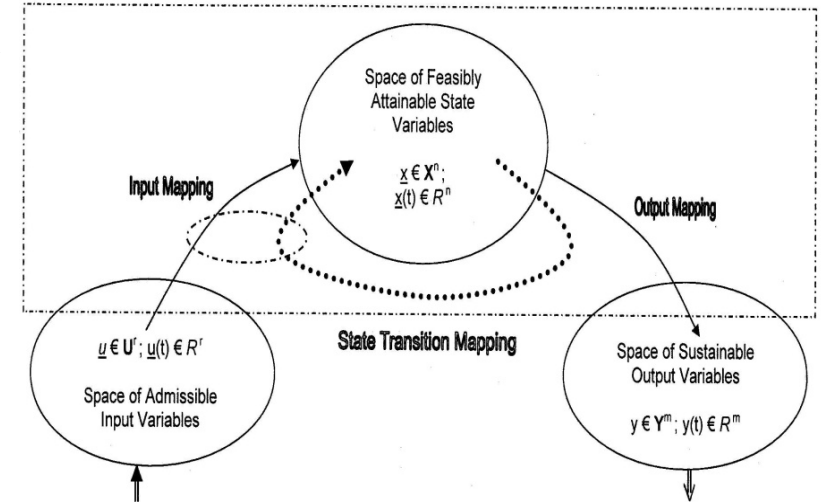 Space of Feasibly
Attainable State
Variables
x ∈ Xⁿ;
x(t) ∈ Rⁿ
Input Mapping
Output Mapping
State Transition Mapping
u ∈ Uʳ; u(t) ∈ Rʳ
Space of Admissible
Input Variables
Space of Sustainable
Output Variables
y ∈ Yᵐ; y(t) ∈ Rᵐ